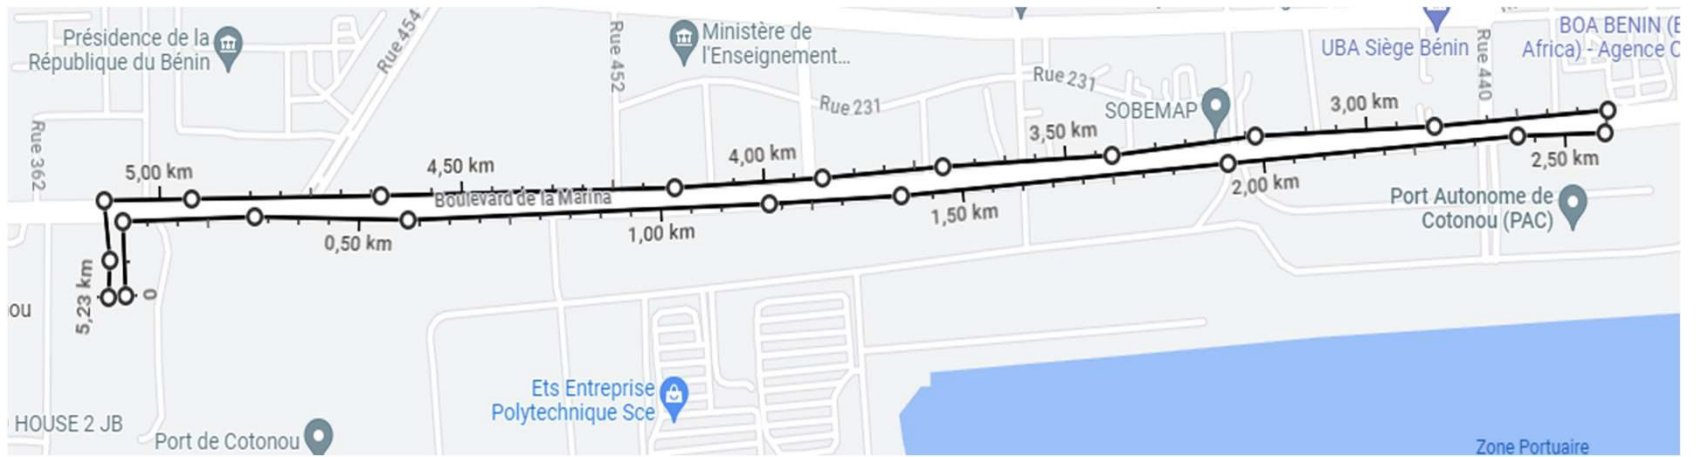 Présidence de la
République du Bénin
Rue 454
Rue 452
Ministère de
l'Enseignement...
Rue 231
Rue 231
SOBEMAP
UBA Siège Bénin
Rue 440
BOA BENIN (B
Africa) - Agence C
Rue 362
5,00 km
4,50 km
4,00 km
3,50 km
3,00 km
2,50 km
Boulevard de la Marina
0,50 km
1,00 km
1,50 km
2,00 km
Port Autonome de
Cotonou (PAC)
5,23 km
0
ou
Ets Entreprise
Polytechnique Sce
HOUSE 2 JB
Port de Cotonou
Zone Portuaire